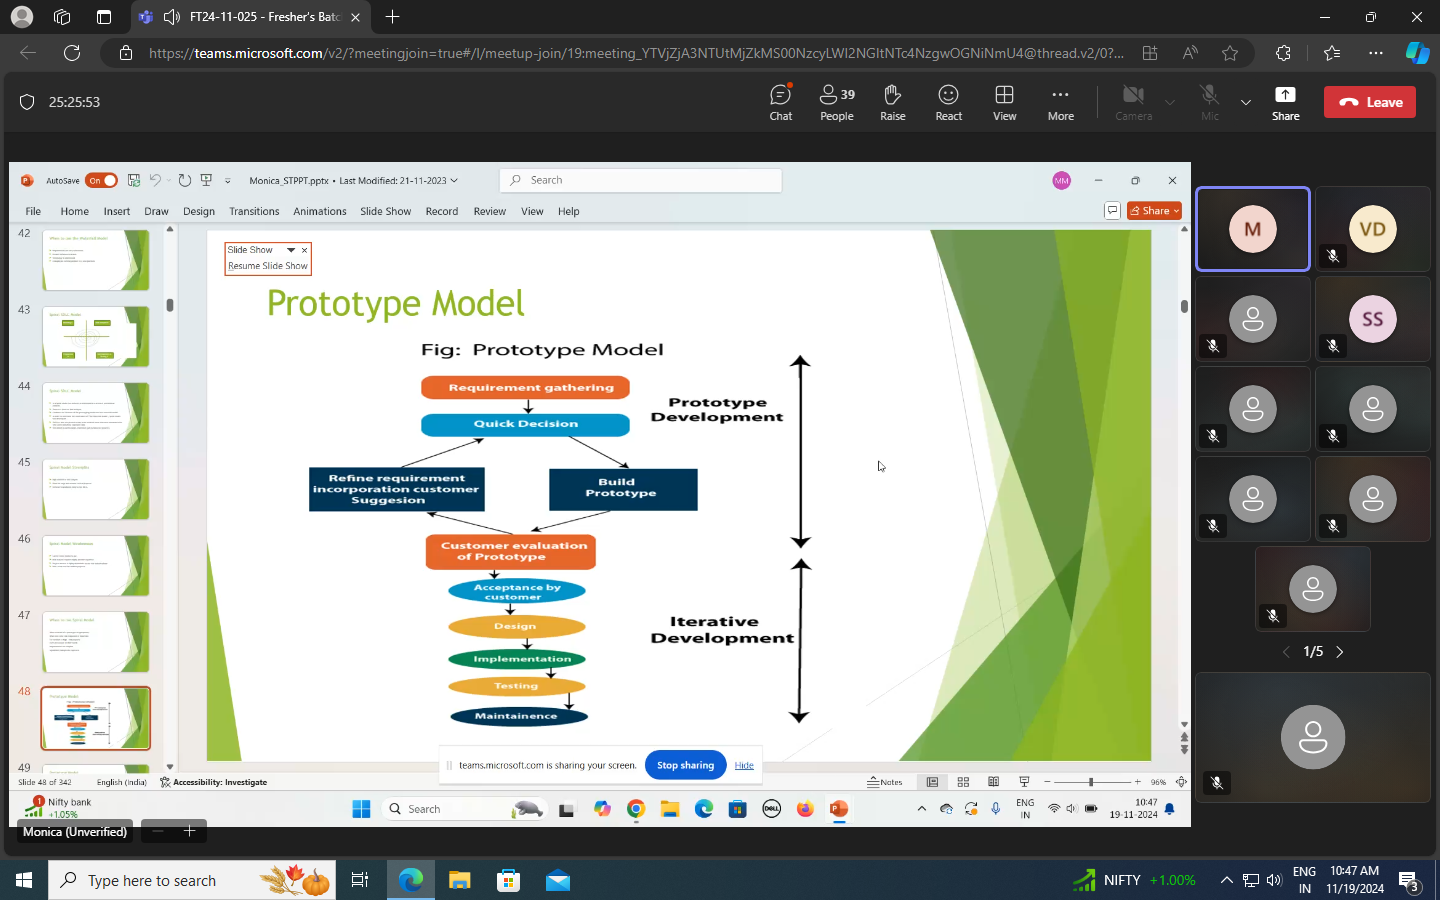 FT24-11-025 - Fresher's Batc
https://teams.microsoft.com/v2/?meetingjoin=true#/l/meetup-join/19:meeting_YTVjZjA3NTUtMjZkMS00NzcyLWI2NGItNTc4NzgwOGNiNmU4@thread.v2/0?...
25:25:53
Chat
39
People
Raise
React
View
More
Camera
Mic
Share
Leave
AutoSave On
Monica_STPPT.pptx • Last Modified: 21-11-2023
Search
MM
File Home Insert Draw Design Transitions Animations Slide Show Record Review View Help
Share
42
43
44
45
46
47
48
49
Slide Show
Resume Slide Show
Prototype Model
Fig: Prototype Model
Requirement gathering
Quick Decision
Prototype
Development
Refine requirement
incorporation customer
Suggesion
Build
Prototype
Customer evaluation
of Prototype
Acceptance by
customer
Design
Implementation
Testing
Maintainence
Iterative
Development
teams.microsoft.com is sharing your screen.
Stop sharing
Hide
Slide 48 of 342
English (India)
Accessibility: Investigate
Notes
96%
1
Nifty bank
+1.05%
Search
DELL
ENG
IN
10:47
19-11-2024
Monica (Unverified)
M
VD
SS
1/5
Type here to search
NIFTY +1.00%
ENG
IN
10:47 AM
11/19/2024
3